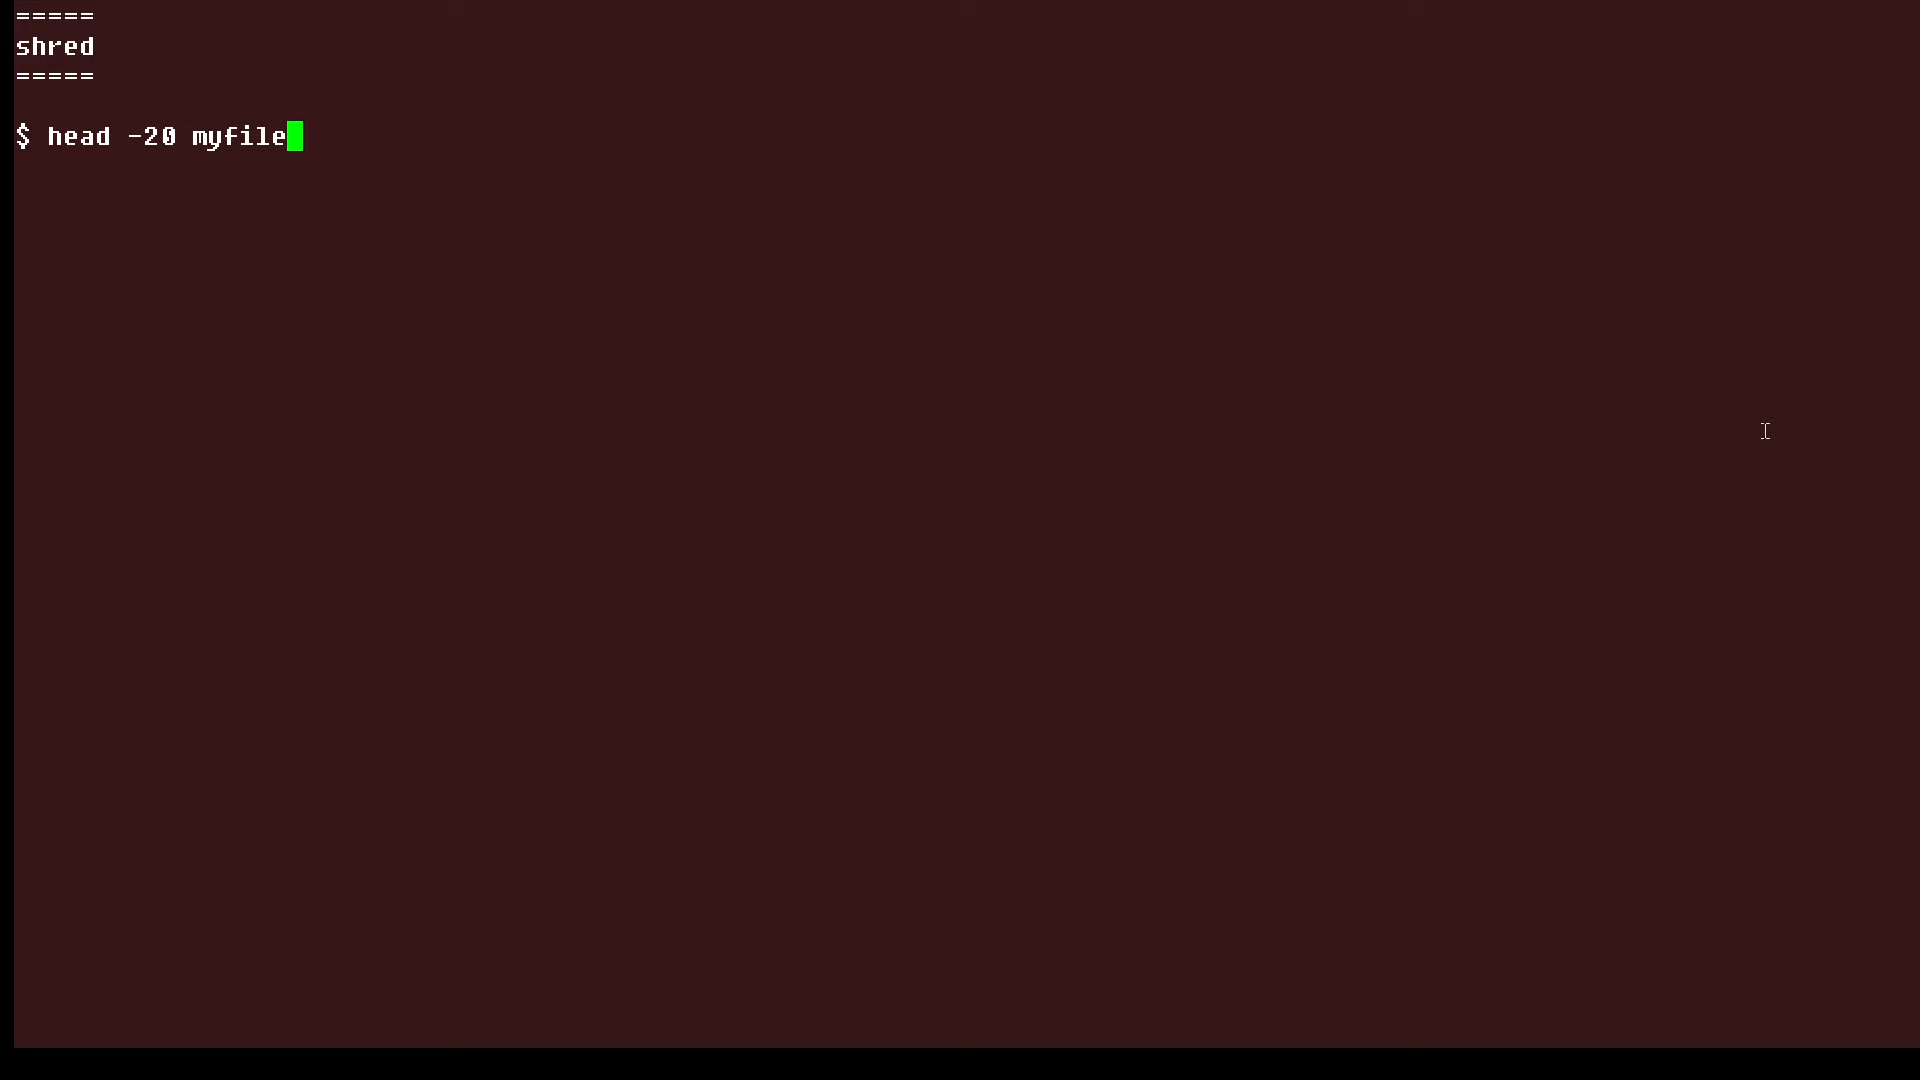 =====
shred
=====
$ head -20 myfile